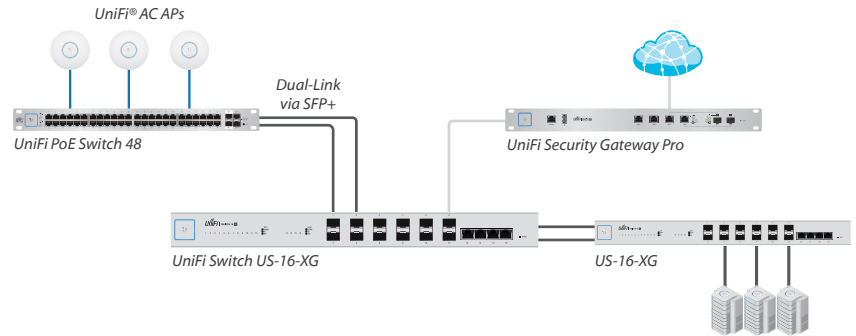 UniFi® AC APs
Dual-Link
via SFP+
UniFi PoE Switch 48
UniFi Security Gateway Pro
UniFi
UniFi Switch US-16-XG
US-16-XG